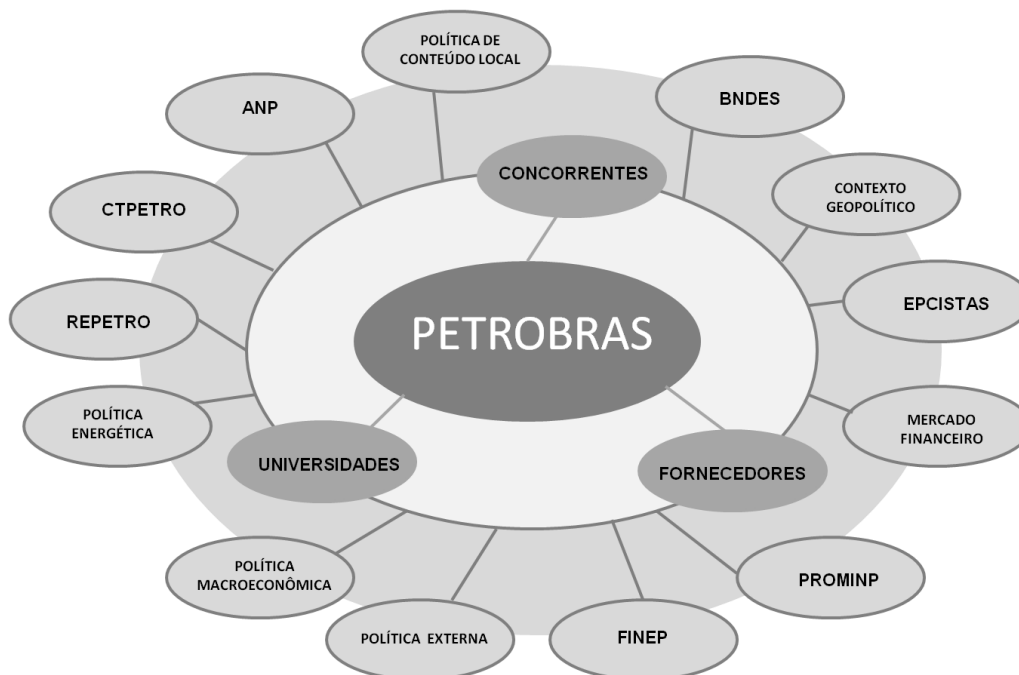 POLÍTICA DE
CONTEÚDO LOCAL
BNDES
ANP
CONCORRENTES
CONTEXTO
GEOPOLÍTICO
CTPETRO
EPCISTAS
REPETRO
PETROBRAS
POLÍTICA
ENERGÉTICA
MERCADO
FINANCEIRO
UNIVERSIDADES
FORNECEDORES
POLÍTICA
MACROECONÔMICA
PROMINP
POLÍTICA EXTERNA
FINEP